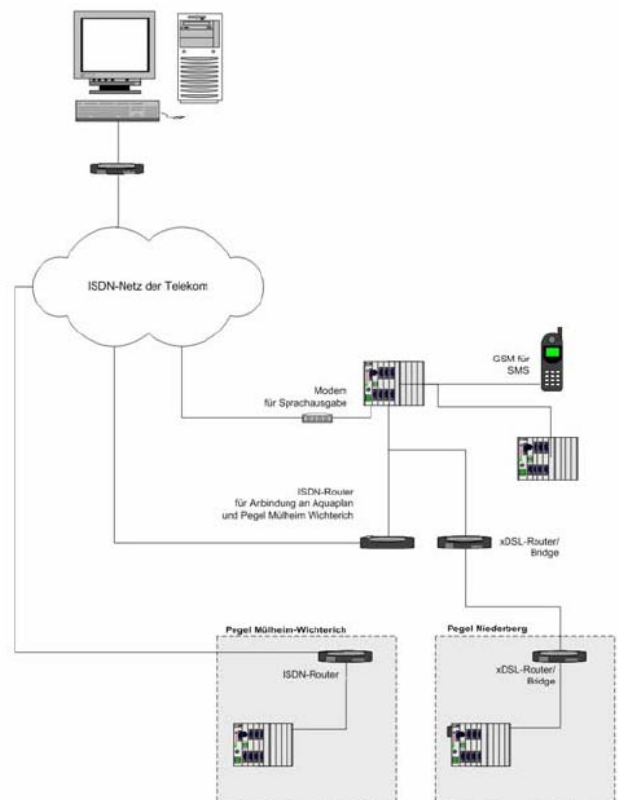 ISDN-Netz der Telekom
GSM für
SMS
Modem
für Sprachausgabe
ISDN-Router
für Anbindung an Aquaplan
und Pegel Mülheim Wichterich
xDSL-Router/
Bridge
Pegel Mülheim-Wichterich
ISDN-Router
Pegel Niederberg
xDSL-Router/
Bridge